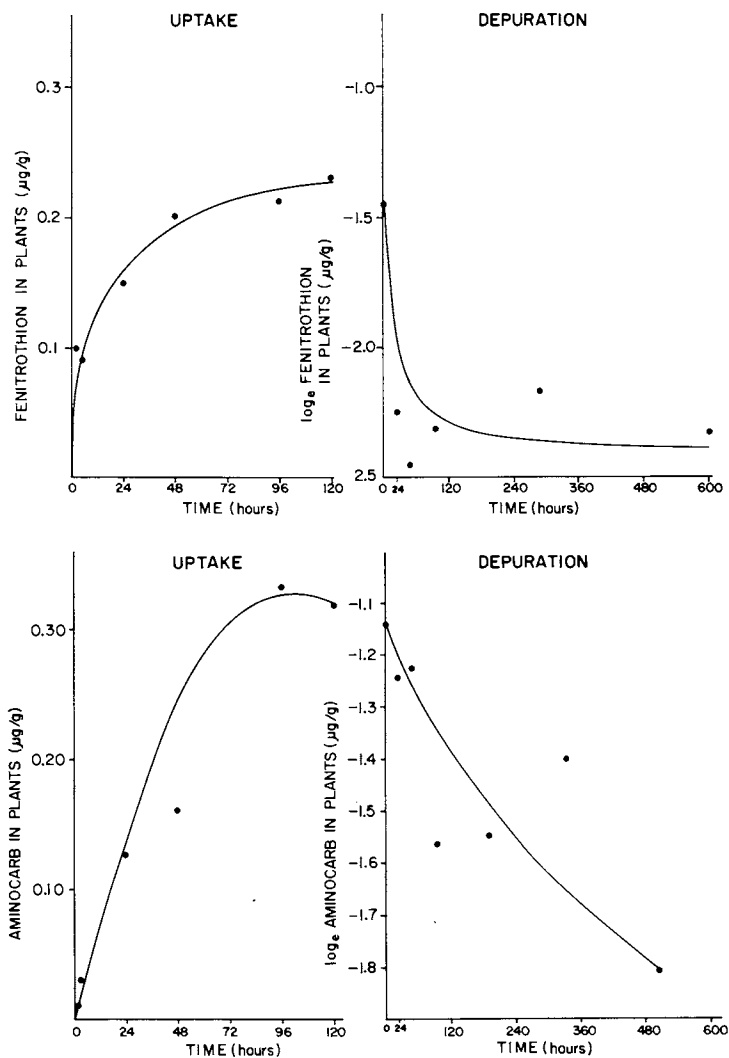 UPTAKE
FENITROTHION IN PLANTS (µg/g)
0.3
0.2
0.1
0 24 48 72 96 120
TIME (hours)
DEPURATION
logₑ FENITROTHION
IN PLANTS (µg/g)
-1.0
-1.5
-2.0
2.5
0 24 120 240 360 480 600
TIME (hours)
UPTAKE
AMINOCARB IN PLANTS (µg/g)
0.30
0.20
0.10
0 24 48 72 96 120
TIME (hours)
DEPURATION
logₑ AMINOCARB IN PLANTS (µg/g)
-1.1
-1.2
-1.3
-1.4
-1.5
-1.6
-1.7
-1.8
0 24 120 240 360 480 600
TIME (hours)